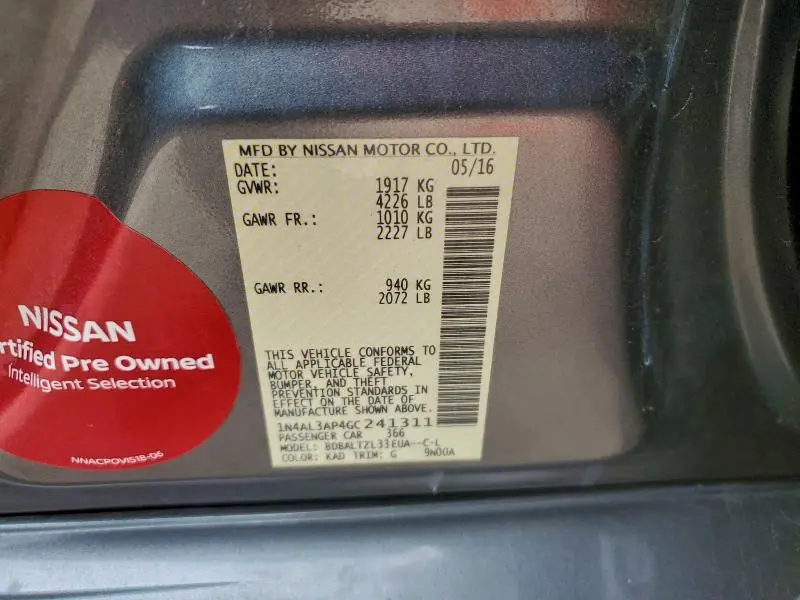 MFD BY NISSAN MOTOR CO., LTD.
DATE: 05/16
GVWR: 1917 KG
4226 LB
GAWR FR.: 1010 KG
2227 LB
GAWR RR.: 940 KG
2072 LB
THIS VEHICLE CONFORMS TO
ALL APPLICABLE FEDERAL
MOTOR VEHICLE SAFETY,
BUMPER, AND THEFT
PREVENTION STANDARDS IN
EFFECT ON THE DATE OF
MANUFACTURE SHOWN ABOVE.
1N4AL3AP4GC241311
PASSENGER CAR 366
MODEL: BDBALTZL33EUA--C-L
COLOR: KAD TRIM: G 9N00A
NISSAN
rtified Pre Owned
Intelligent Selection
NNACPOVIS18-06